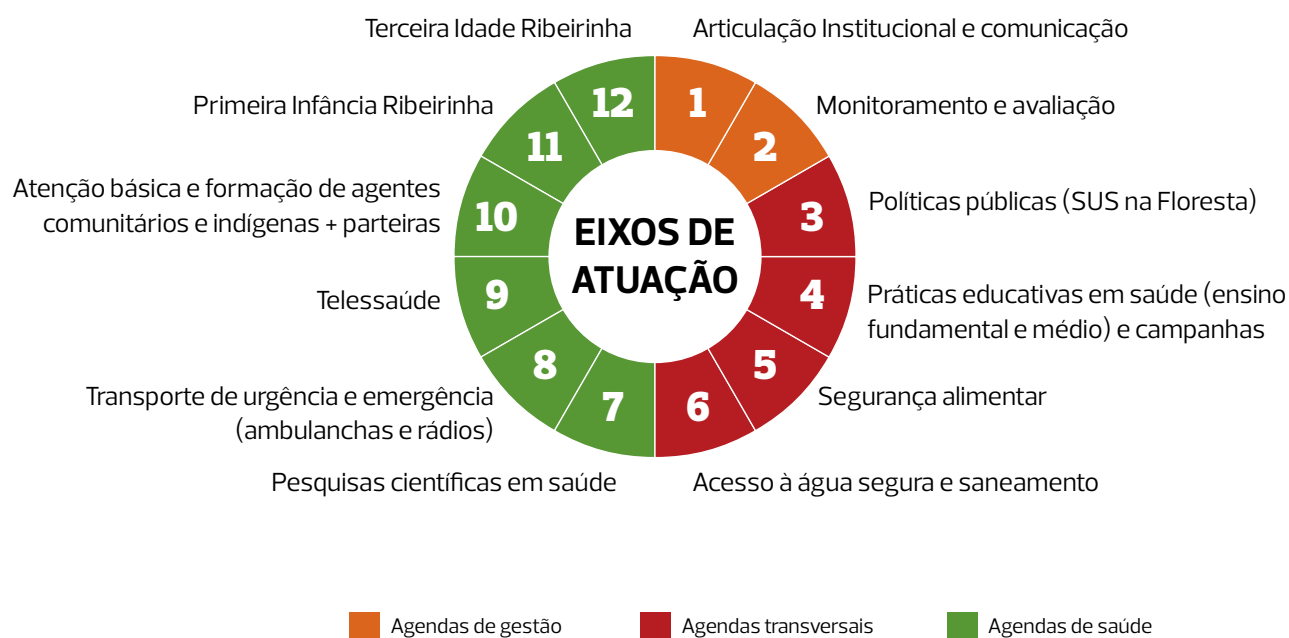 Terceira Idade Ribeirinha
Articulação Institucional e comunicação
Primeira Infância Ribeirinha
Monitoramento e avaliação
Atenção básica e formação de agentes
comunitários e indígenas + parteiras
Políticas públicas (SUS na Floresta)
Telessaúde
Práticas educativas em saúde (ensino
fundamental e médio) e campanhas
Transporte de urgência e emergência
(ambulanchas e rádios)
Segurança alimentar
Pesquisas científicas em saúde
Acesso à água segura e saneamento
12
1
11
2
10
3
EIXOS DE
ATUAÇÃO
9
4
8
5
7
6
Agendas de gestão
Agendas transversais
Agendas de saúde